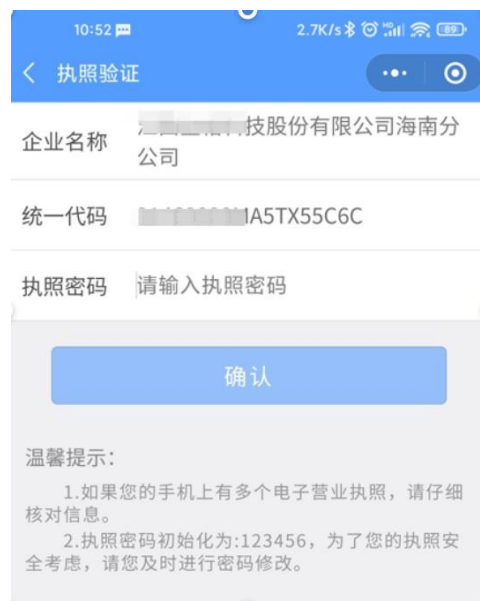 10:52 2.7K/s 89
执照验证
企业名称 技股份有限公司海南分
公司
统一代码 A5TX55C6C
执照密码 请输入执照密码
确认
温馨提示：
1.如果您的手机上有多个电子营业执照，请仔细
核对信息。
2.执照密码初始化为:123456，为了您的执照安
全考虑，请您及时进行密码修改。